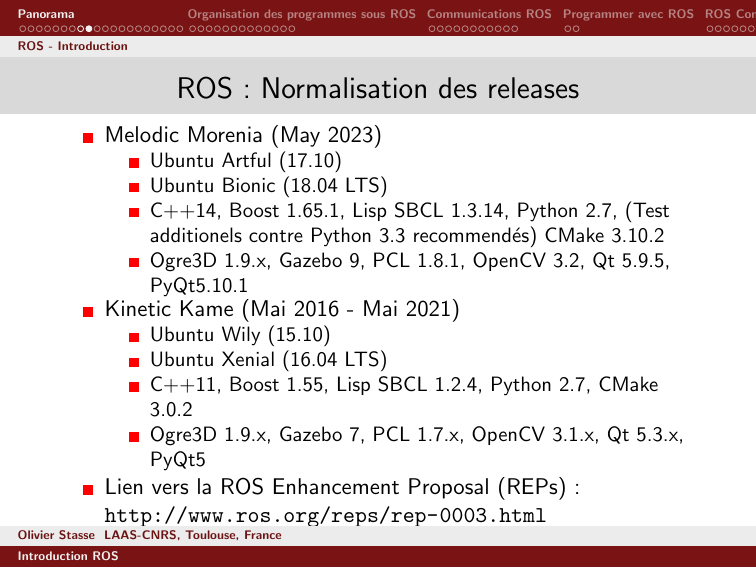 Panorama Organisation des programmes sous ROS Communications ROS Programmer avec ROS ROS Con
ROS - Introduction
ROS : Normalisation des releases
Melodic Morenia (May 2023)
Ubuntu Artful (17.10)
Ubuntu Bionic (18.04 LTS)
C++14, Boost 1.65.1, Lisp SBCL 1.3.14, Python 2.7, (Test
additionels contre Python 3.3 recommendés) CMake 3.10.2
Ogre3D 1.9.x, Gazebo 9, PCL 1.8.1, OpenCV 3.2, Qt 5.9.5,
PyQt5.10.1
Kinetic Kame (Mai 2016 - Mai 2021)
Ubuntu Wily (15.10)
Ubuntu Xenial (16.04 LTS)
C++11, Boost 1.55, Lisp SBCL 1.2.4, Python 2.7, CMake
3.0.2
Ogre3D 1.9.x, Gazebo 7, PCL 1.7.x, OpenCV 3.1.x, Qt 5.3.x,
PyQt5
Lien vers la ROS Enhancement Proposal (REPs) :
http://www.ros.org/reps/rep-0003.html
Olivier Stasse LAAS-CNRS, Toulouse, France
Introduction ROS